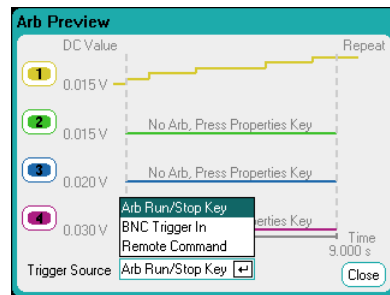 Arb Preview
DC Value
Repeat
1
0.015 V
2
0.015 V
No Arb, Press Properties Key
3
0.020 V
No Arb, Press Properties Key
4
0.030 V
erties Key
Arb Run/Stop Key
BNC Trigger In
Remote Command
Time
9.000 s
Trigger Source
Arb Run/Stop Key
Close